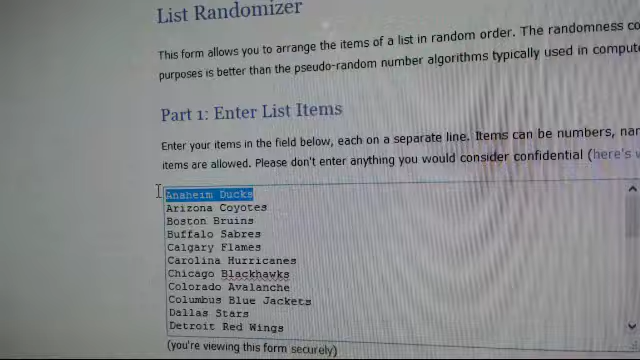 List Randomizer
This form allows you to arrange the items of a list in random order. The randomness
purposes is better than the pseudo-random number algorithms typically used in
Part 1: Enter List Items
Enter your items in the field below, each on a separate line. Items can be numbers,
items are allowed. Please don't enter anything you would consider confidential (here's
Anaheim Ducks
Arizona Coyotes
Boston Bruins
Buffalo Sabres
Calgary Flames
Carolina Hurricanes
Chicago Blackhawks
Colorado Avalanche
Columbus Blue Jackets
Dallas Stars
Detroit Red Wings
(you're viewing this form securely)